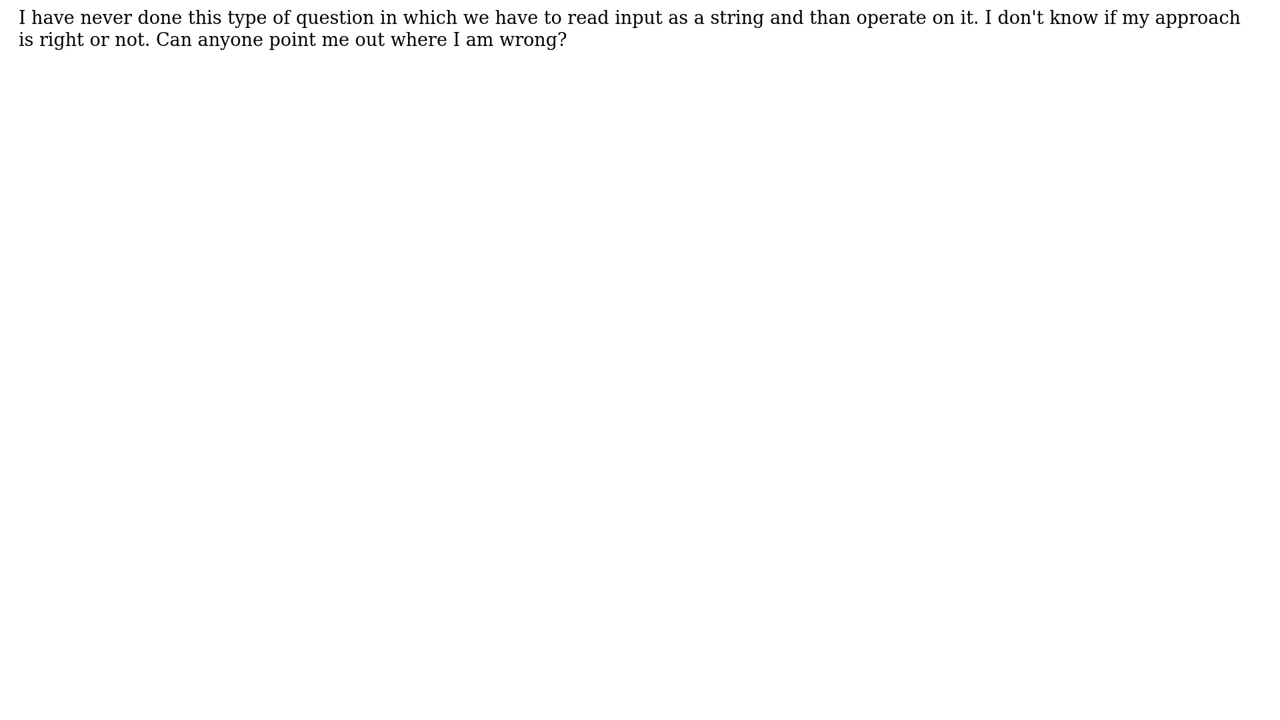 I have never done this type of question in which we have to read input as a string and than operate on it. I don't know if my approach
is right or not. Can anyone point me out where I am wrong?